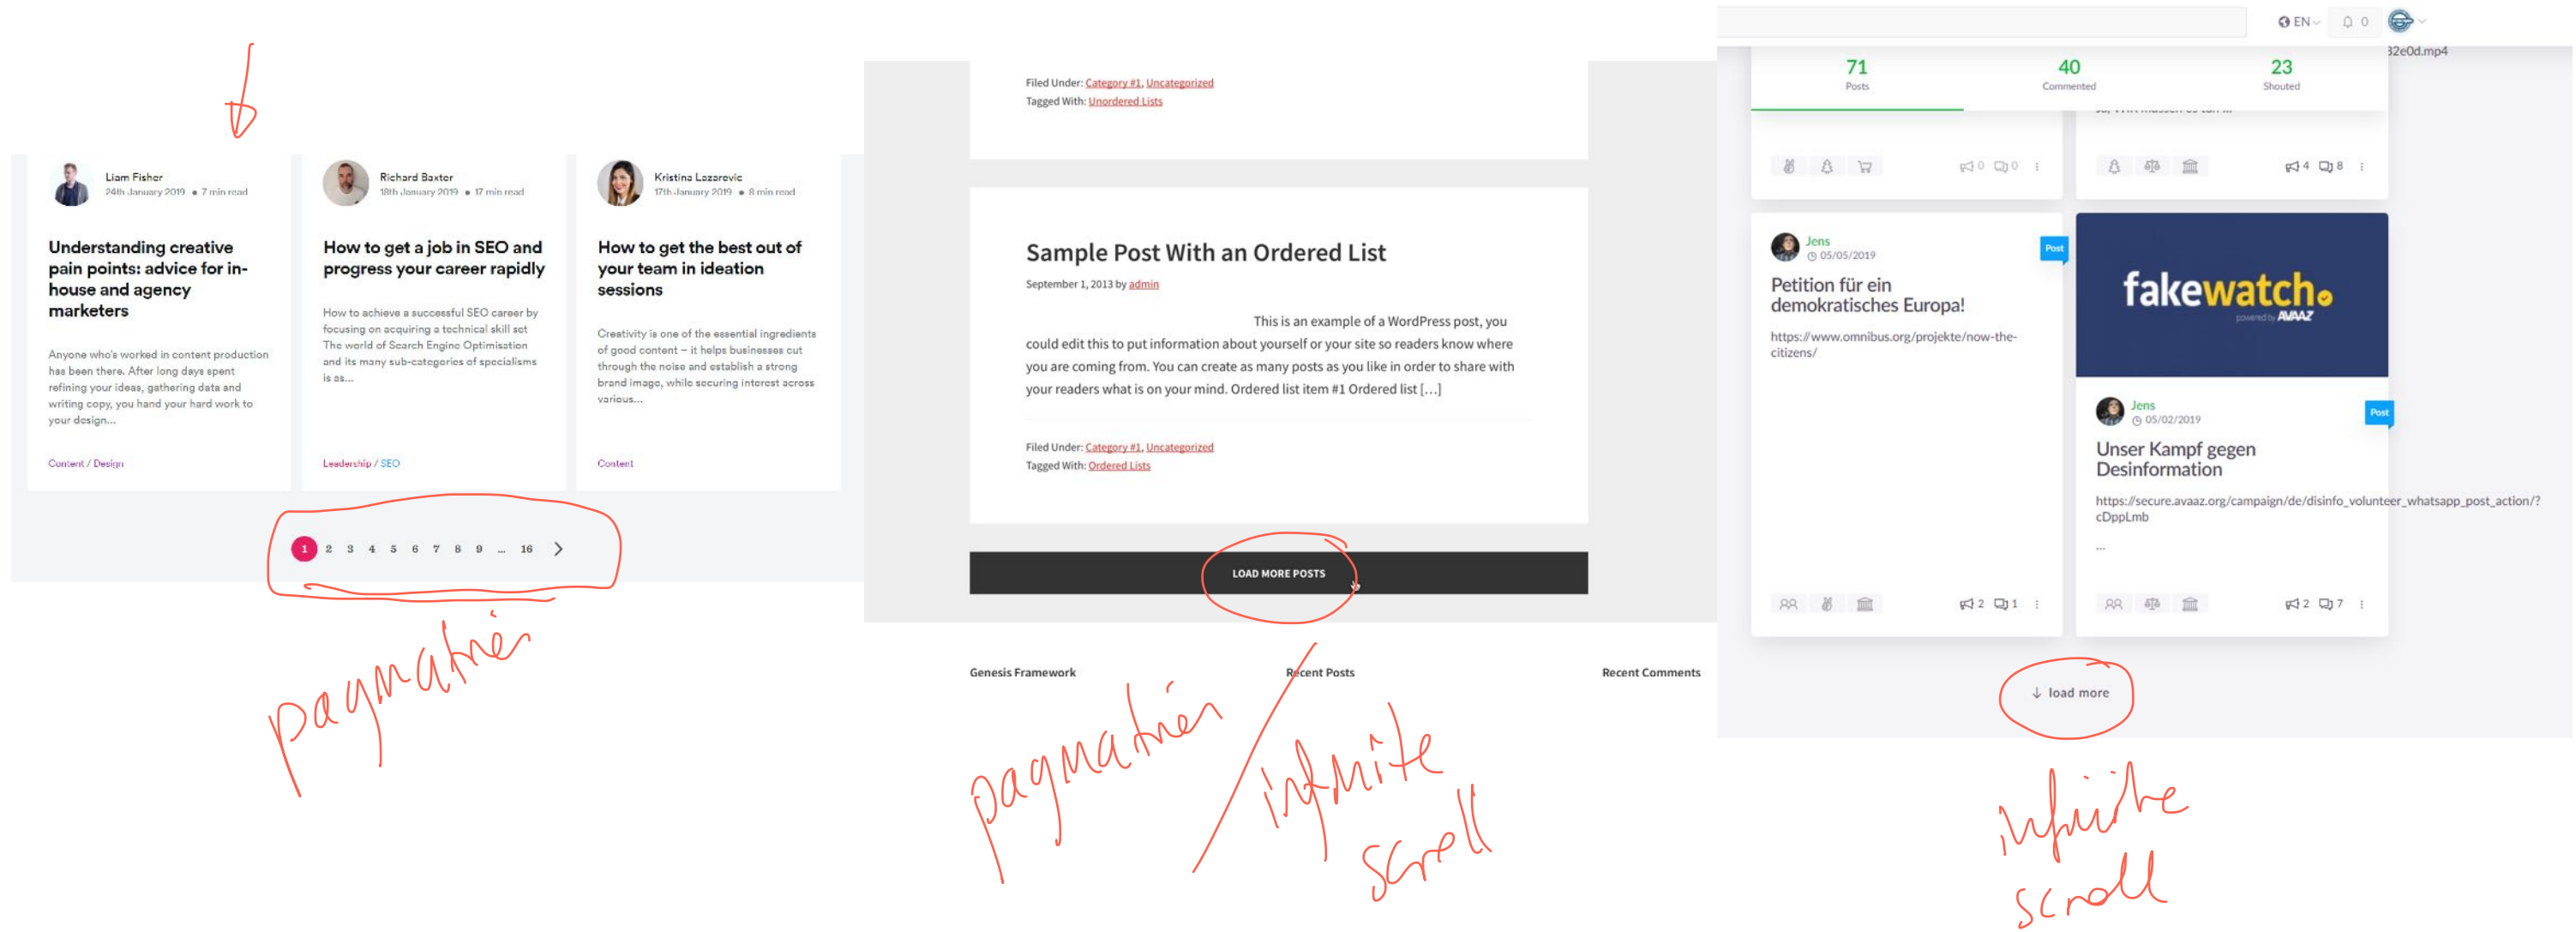 Liam Fisher
24th January 2019 • 7 min read
Understanding creative
pain points: advice for in-
house and agency
marketers
Anyone who's worked in content production
has been there. After long days spent
refining your ideas, gathering data and
writing copy, you hand your hard work to
your design...
Content / Design
Richard Baxter
18th January 2019 • 17 min read
How to get a job in SEO and
progress your career rapidly
How to achieve a successful SEO career by
focusing on acquiring a technical skill set
The world of Search Engine Optimisation
and its many sub-categories of specialisms
is as...
Leadership / SEO
Kristina Lazarevic
17th January 2019 • 8 min read
How to get the best out of
your team in ideation
sessions
Creativity is one of the essential ingredients
of good content – it helps businesses cut
through the noise and establish a strong
brand image, while securing interest across
various...
Content
1 2 3 4 5 6 7 8 9 ... 16 >
pagination
Filed Under: Category #1, Uncategorized
Tagged With: Unordered Lists
Sample Post With an Ordered List
September 1, 2013 by admin
This is an example of a WordPress post, you
could edit this to put information about yourself or your site so readers know where
you are coming from. You can create as many posts as you like in order to share with
your readers what is on your mind. Ordered list item #1 Ordered list […]
Filed Under: Category #1, Uncategorized
Tagged With: Ordered Lists
LOAD MORE POSTS
Genesis Framework Recent Posts Recent Comments
pagination / infinite
scroll
EN 0
32e0d.mp4
71 40 23
Posts Commented Shouted
0 0
4 8
Jens
05/05/2019
Post
Petition für ein
demokratisches Europa!
https://www.omnibus.org/projekte/now-the-
citizens/
2 1
fakewatch
powered by AVAAZ
Jens
05/02/2019
Post
Unser Kampf gegen
Desinformation
https://secure.avaaz.org/campaign/de/disinfo_volunteer_whatsapp_post_action/?
cDppLmb
...
2 7
↓ load more
infinite
scroll